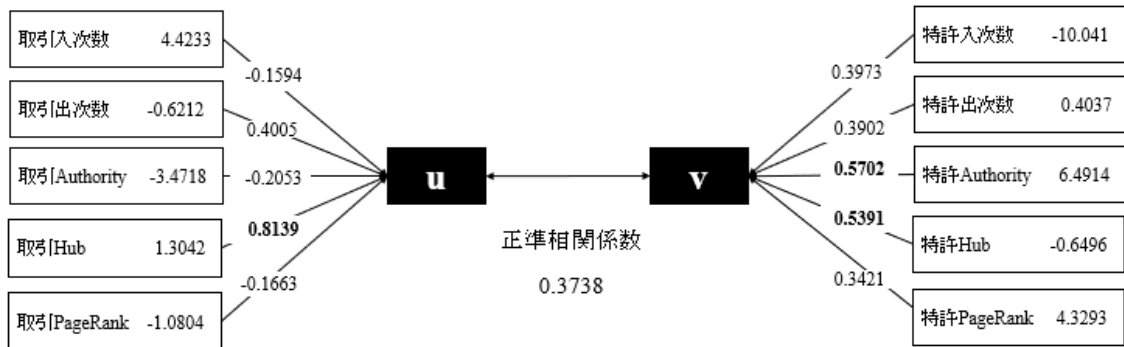 取引入次数 4.4233
-0.1594
取引出次数 -0.6212
0.4005
取引Authority -3.4718
-0.2053
取引Hub 1.3042
0.8139
取引PageRank -1.0804
-0.1663
u
v
正準相関係数
0.3738
特許入次数 -10.041
0.3973
特許出次数 0.4037
0.3902
特許Authority 6.4914
0.5702
特許Hub -0.6496
0.5391
特許PageRank 4.3293
0.3421